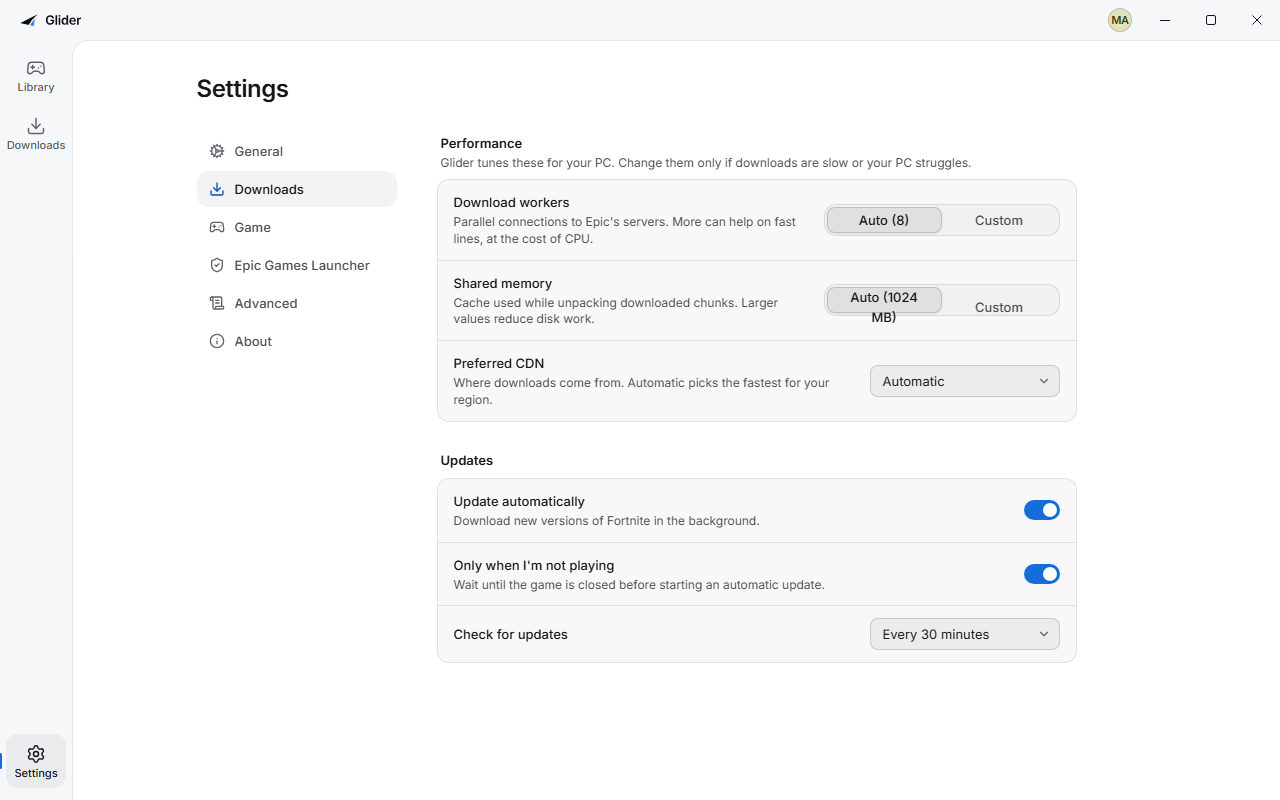 Glider
MA
Library
Downloads
Settings
Settings
General
Downloads
Game
Epic Games Launcher
Advanced
About
Performance
Glider tunes these for your PC. Change them only if downloads are slow or your PC struggles.
Download workers
Parallel connections to Epic's servers. More can help on fast
lines, at the cost of CPU.
Auto (8)
Custom
Shared memory
Cache used while unpacking downloaded chunks. Larger
values reduce disk work.
Auto (1024
MB)
Custom
Preferred CDN
Where downloads come from. Automatic picks the fastest for your
region.
Automatic
Updates
Update automatically
Download new versions of Fortnite in the background.
Only when I'm not playing
Wait until the game is closed before starting an automatic update.
Check for updates
Every 30 minutes